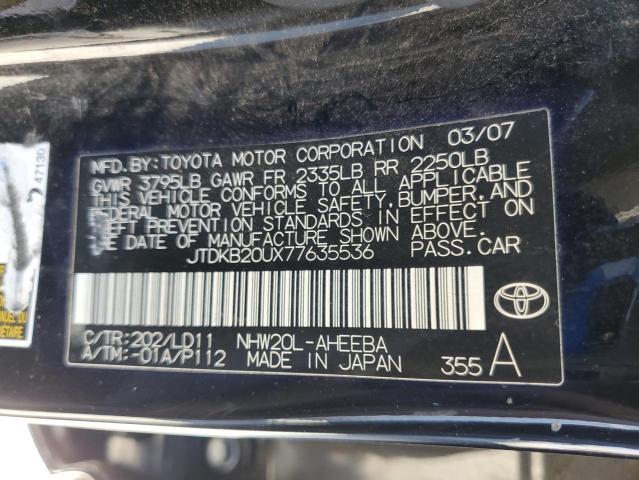 MFD. BY: TOYOTA MOTOR CORPORATION 03/07
GVWR 3795LB GAWR FR 2335LB RR 2250LB
THIS VEHICLE CONFORMS TO ALL APPLICABLE
FEDERAL MOTOR VEHICLE SAFETY, BUMPER, AND
THEFT PREVENTION STANDARDS IN EFFECT ON
THE DATE OF MANUFACTURE SHOWN ABOVE.
JTDKB20UX77635536 PASS. CAR
C/TR: 202/LD11 NHW20L-AHEEBA
A/TM: -01A/P112 MADE IN JAPAN 355 A
47130